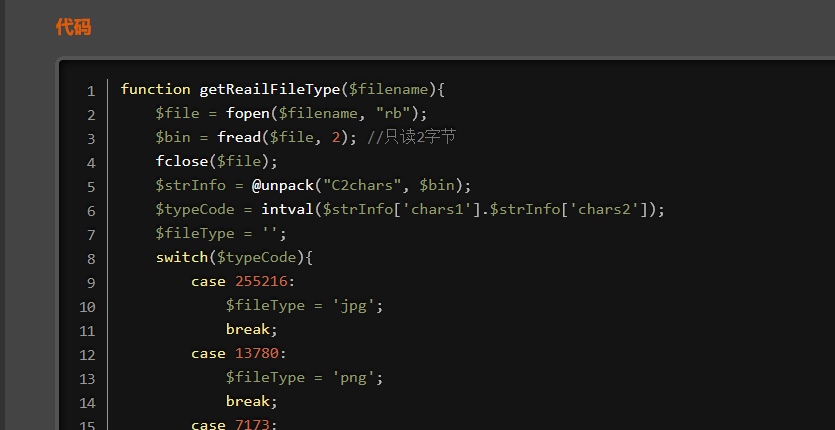 代码
1 function getReailFileType($filename){
2 $file = fopen($filename, "rb");
3 $bin = fread($file, 2); //只读2字节
4 fclose($file);
5 $strInfo = @unpack("C2chars", $bin);
6 $typeCode = intval($strInfo['chars1'].$strInfo['chars2']);
7 $fileType = '';
8 switch($typeCode){
9 case 255216:
10 $fileType = 'jpg';
11 break;
12 case 13780:
13 $fileType = 'png';
14 break;
15 case 7173: